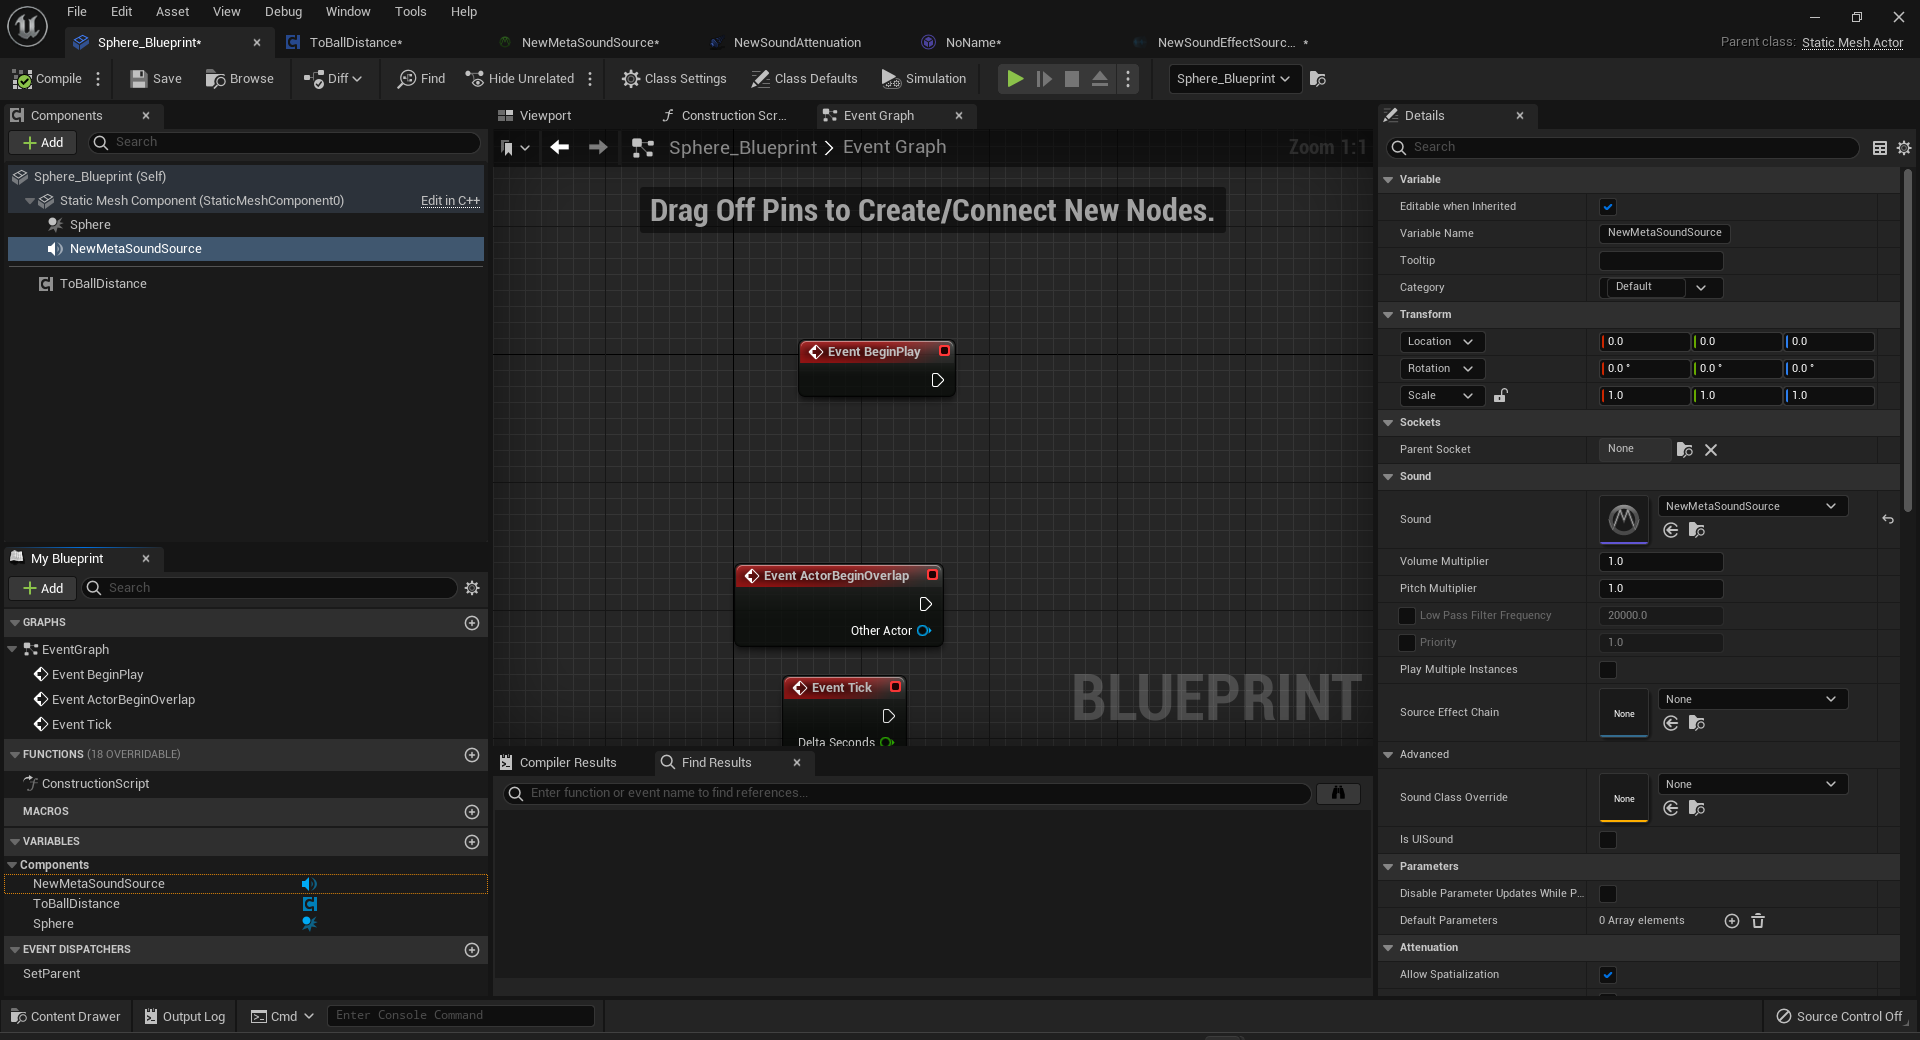 File Edit Asset View Debug Window Tools Help
Sphere_Blueprint* ToBallDistance* NewMetaSoundSource* NewSoundAttenuation NoName* NewSoundEffectSourc... * Parent class: Static Mesh Actor
Compile Save Browse Diff Find Hide Unrelated Class Settings Class Defaults Simulation Sphere_Blueprint
Components
Add Search
Sphere_Blueprint (Self)
Static Mesh Component (StaticMeshComponent0) Edit in C++
Sphere
NewMetaSoundSource
ToBallDistance
My Blueprint
Add Search
GRAPHS
EventGraph
Event BeginPlay
Event ActorBeginOverlap
Event Tick
FUNCTIONS (18 OVERRIDABLE)
ConstructionScript
MACROS
VARIABLES
Components
NewMetaSoundSource
ToBallDistance
Sphere
EVENT DISPATCHERS
SetParent
Viewport Construction Scr... Event Graph
Sphere_Blueprint > Event Graph Zoom 1:1
Drag Off Pins to Create/Connect New Nodes.
Event BeginPlay
Event ActorBeginOverlap
Other Actor
Event Tick
Delta Seconds
BLUEPRINT
Compiler Results Find Results
Enter function or event name to find references...
Details
Search
Variable
Editable when Inherited
Variable Name NewMetaSoundSource
Tooltip
Category Default
Transform
Location 0.0 0.0 0.0
Rotation 0.0 ° 0.0 ° 0.0 °
Scale 1.0 1.0 1.0
Sockets
Parent Socket None
Sound
Sound NewMetaSoundSource
Volume Multiplier 1.0
Pitch Multiplier 1.0
Low Pass Filter Frequency 20000.0
Priority 1.0
Play Multiple Instances
Source Effect Chain None None
Advanced
Sound Class Override None None
Is UISound
Parameters
Disable Parameter Updates While P...
Default Parameters 0 Array elements
Attenuation
Allow Spatialization
Content Drawer Output Log Cmd Enter Console Command Source Control Off